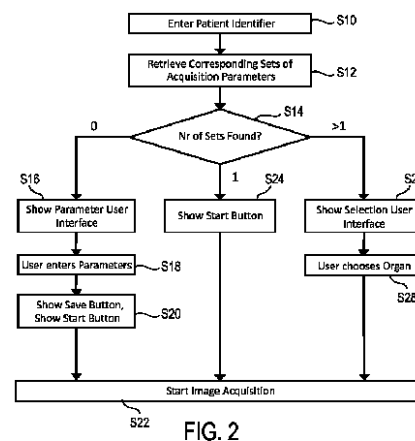 Enter Patient Identifier
S10
Retrieve Corresponding Sets of
Acquisition Parameters
S12
Nr of Sets Found?
S14
0
1
>1
S16
Show Parameter User
Interface
S24
Show Start Button
Show Selection User
Interface
User enters Parameters
S18
User chooses Organ
S28
Show Save Button,
Show Start Button
S20
Start Image Acquisition
S22
FIG. 2